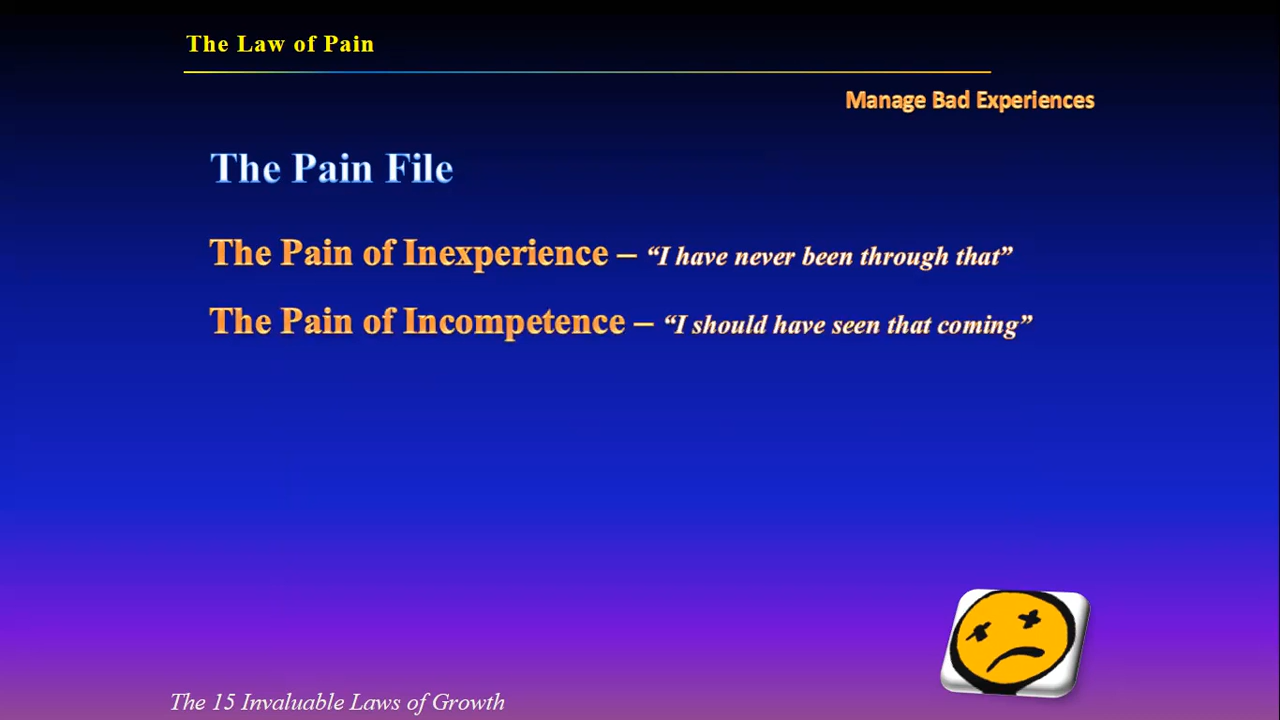 The Law of Pain
Manage Bad Experiences
The Pain File
The Pain of Inexperience – “I have never been through that”
The Pain of Incompetence – “I should have seen that coming”
The 15 Invaluable Laws of Growth